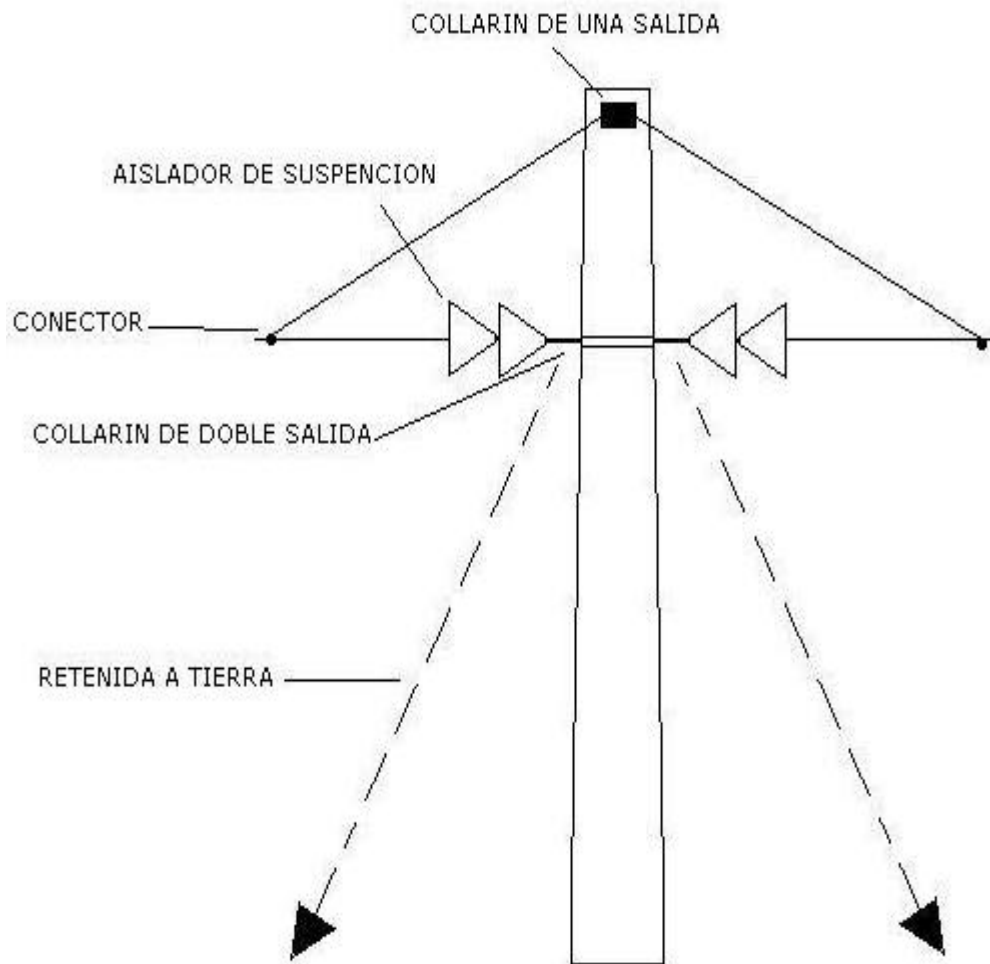 COLLARIN DE UNA SALIDA
AISLADOR DE SUSPENCION
CONECTOR
COLLARIN DE DOBLE SALIDA
RETENIDA A TIERRA